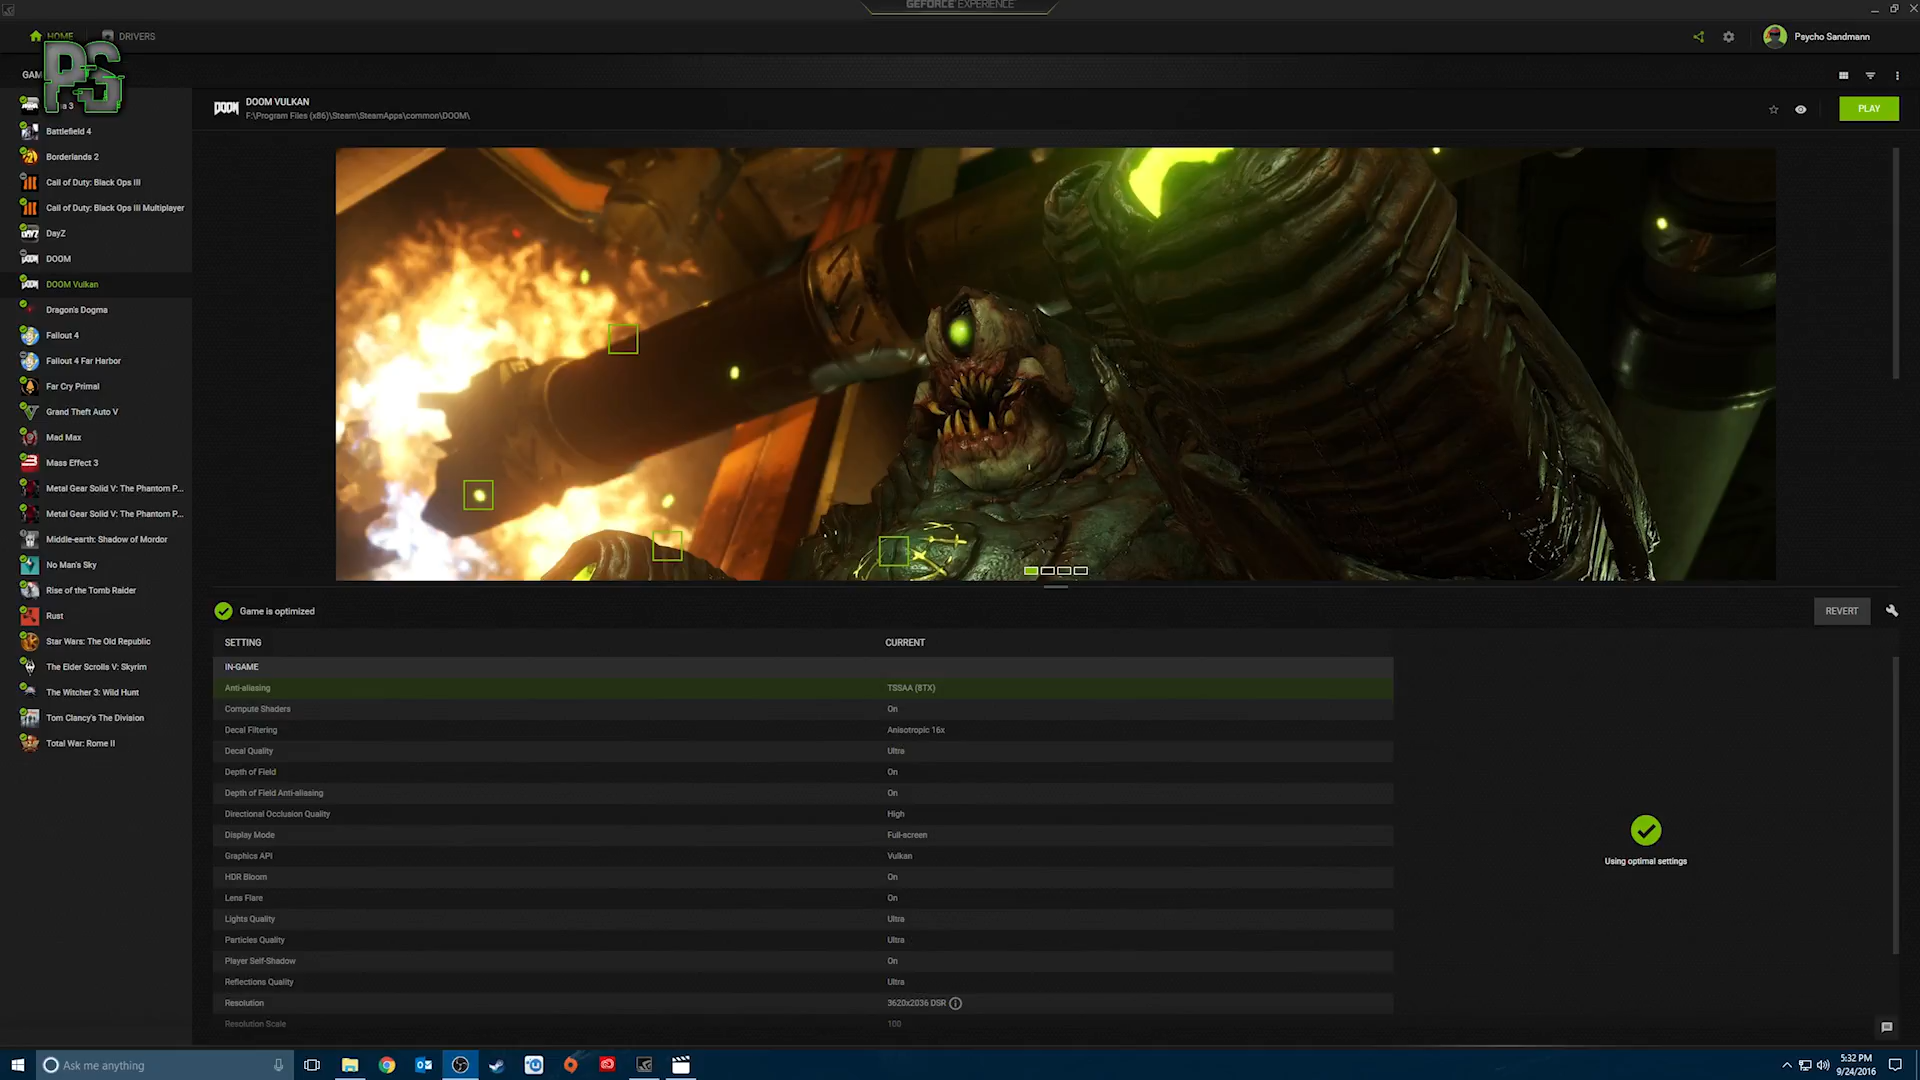 GEFORCE EXPERIENCE
HOME
DRIVERS
Psycho Sandmann
PS
DOOM
DOOM VULKAN
F:\Program Files (x86)\Steam\SteamApps\common\DOOM\
PLAY
Battlefield 4
Borderlands 2
Call of Duty: Black Ops III
Call of Duty: Black Ops III Multiplayer
DayZ
DOOM
DOOM Vulkan
Dragon's Dogma
Fallout 4
Fallout 4 Far Harbor
Far Cry Primal
Grand Theft Auto V
Mad Max
Mass Effect 3
Metal Gear Solid V: The Phantom P...
Metal Gear Solid V: The Phantom P...
Middle-earth: Shadow of Mordor
No Man's Sky
Rise of the Tomb Raider
Rust
Star Wars: The Old Republic
The Elder Scrolls V: Skyrim
The Witcher 3: Wild Hunt
Tom Clancy's The Division
Total War: Rome II
Game is optimized
REVERT
SETTING CURRENT
IN-GAME
Anti-aliasing TSSAA (8TX)
Compute Shaders On
Decal Filtering Anisotropic 16x
Decal Quality Ultra
Depth of Field On
Depth of Field Anti-aliasing On
Directional Occlusion Quality High
Display Mode Full-screen
Graphics API Vulkan
HDR Bloom On
Lens Flare On
Lights Quality Ultra
Particles Quality Ultra
Player Self-Shadow On
Reflections Quality Ultra
Resolution 3620x2036 DSR
Resolution Scale 100
Using optimal settings
Ask me anything
5:32 PM
9/24/2016